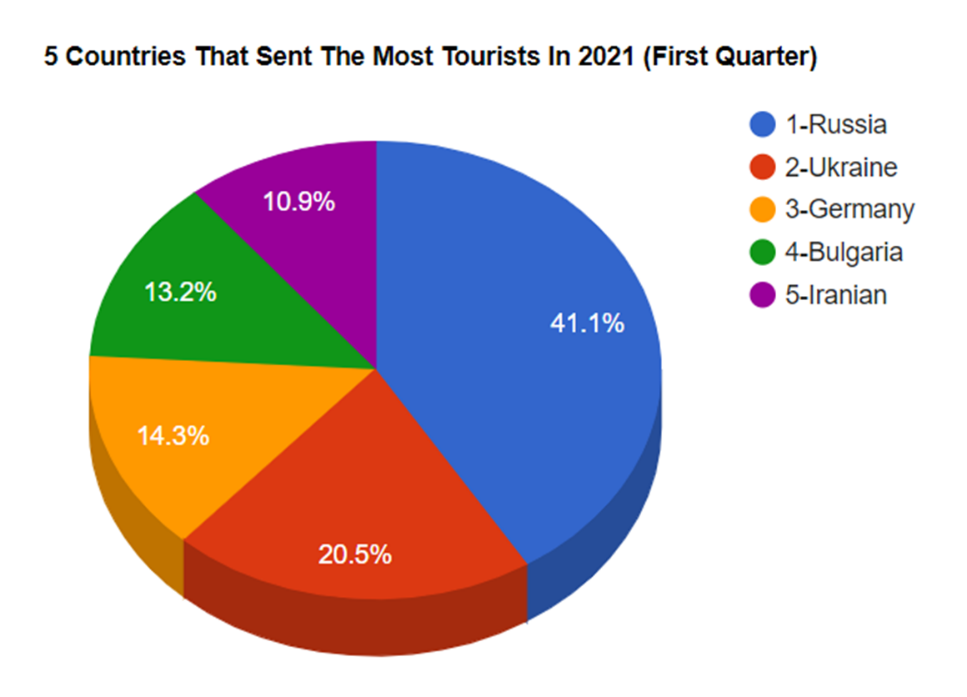 5 Countries That Sent The Most Tourists In 2021 (First Quarter)
1-Russia
2-Ukraine
3-Germany
4-Bulgaria
5-Iranian
10.9%
13.2%
41.1%
14.3%
20.5%